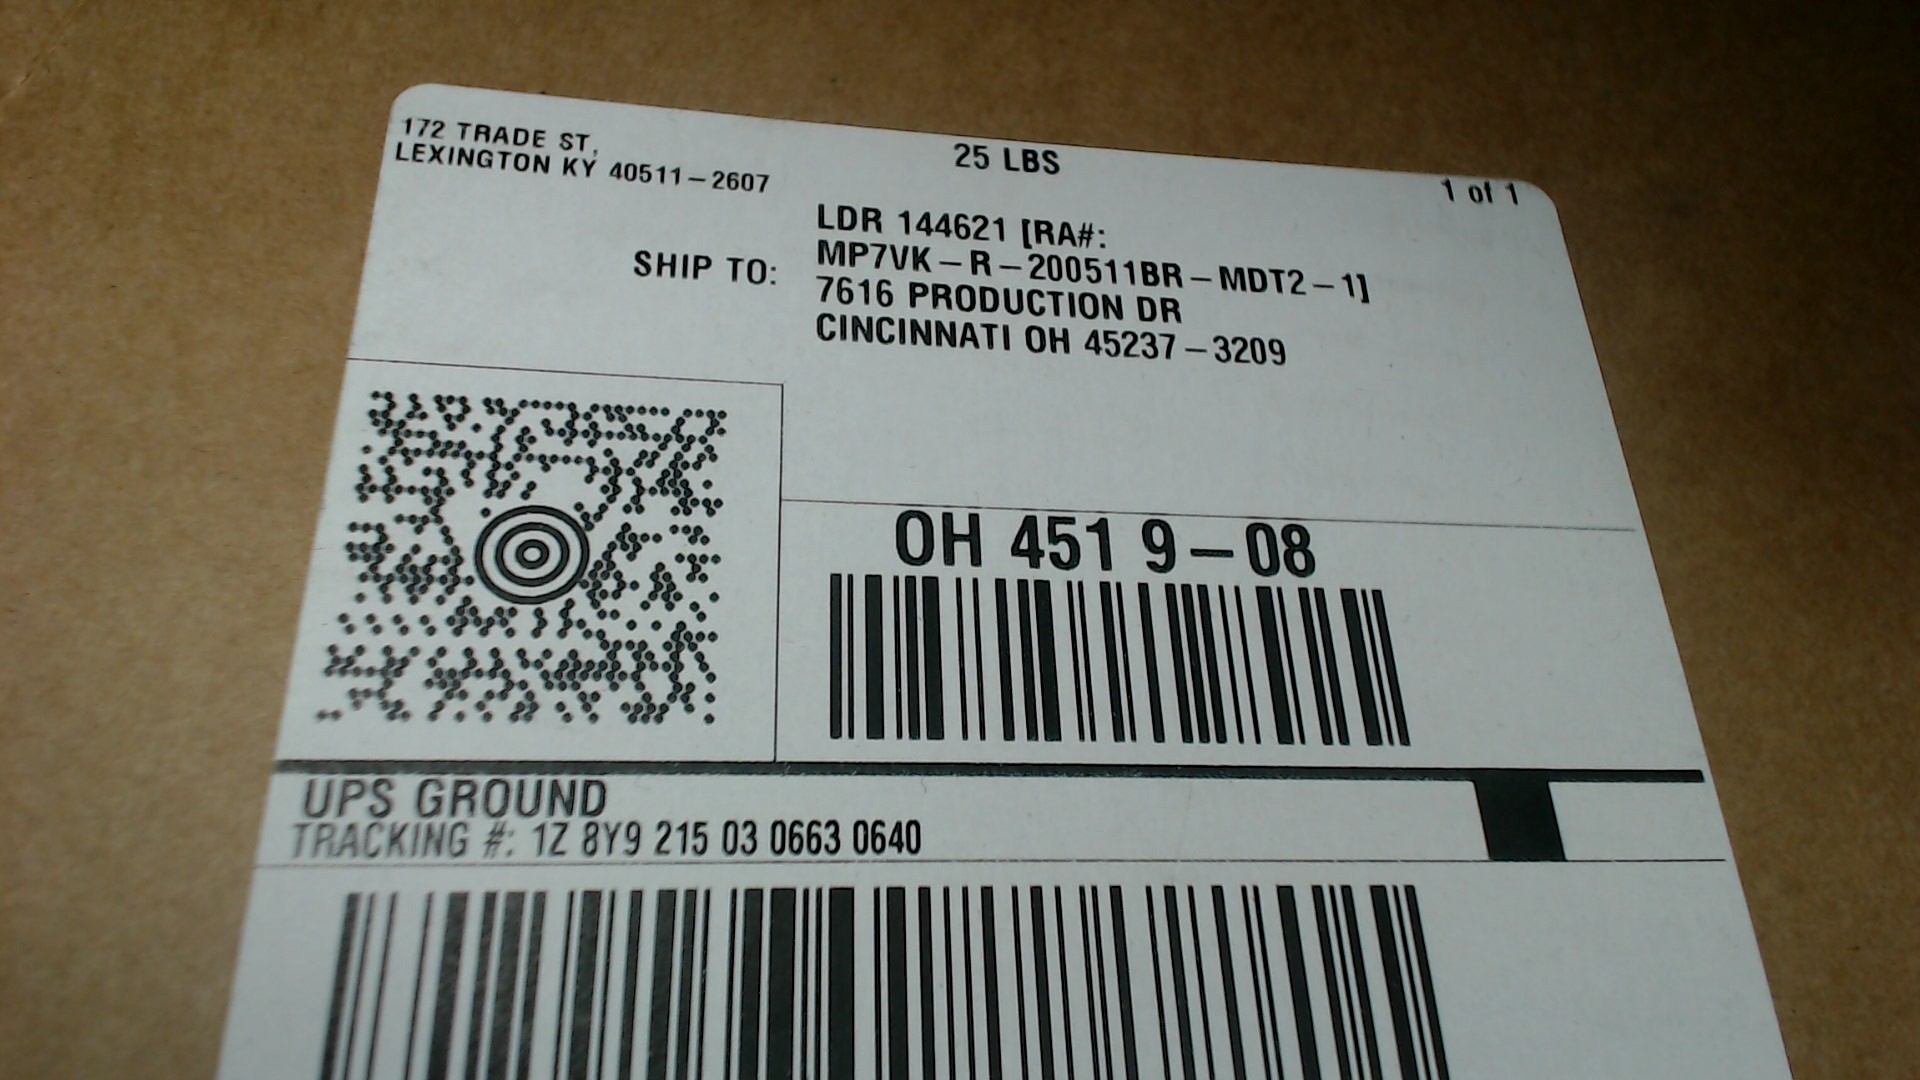 172 TRADE ST,
LEXINGTON KY 40511-2607
25 LBS
1 of 1
SHIP TO:
LDR 144621 [RA#:
MP7VK-R-200511BR-MDT2-1]
7616 PRODUCTION DR
CINCINNATI OH 45237-3209
OH 451 9-08
UPS GROUND
TRACKING #: 1Z 8Y9 215 03 0663 0640